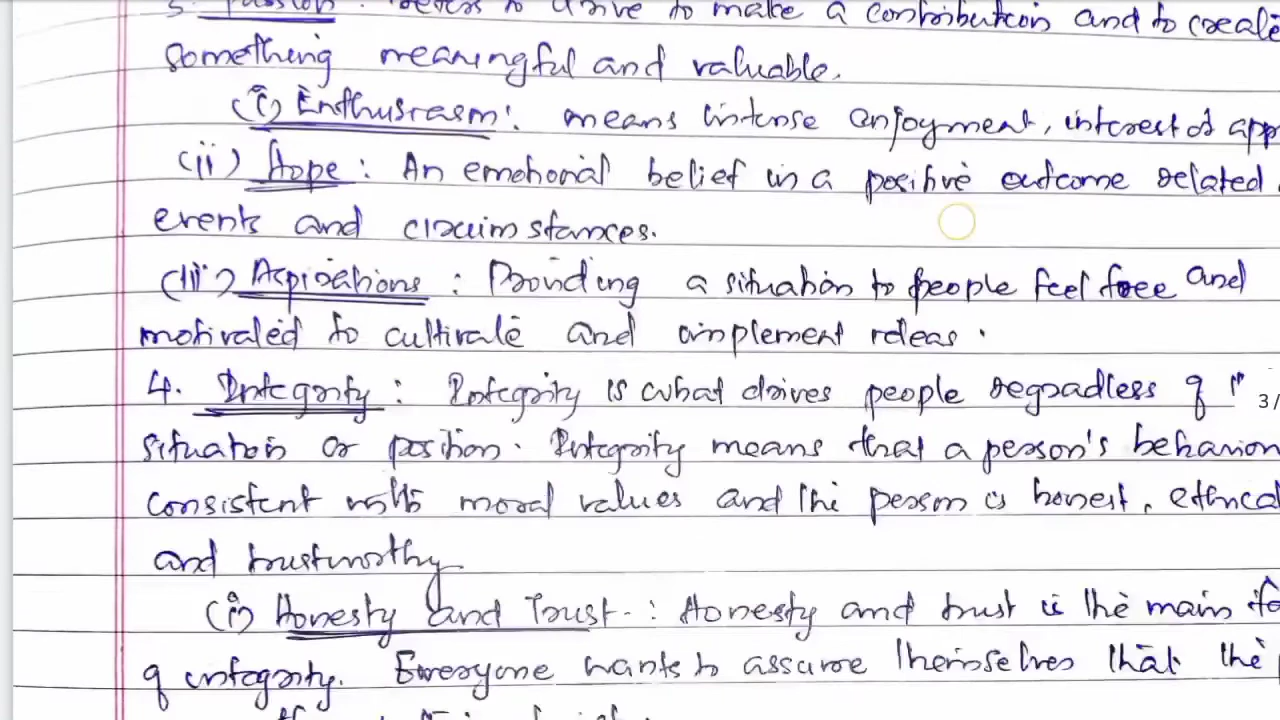 3. Passion: refers to drive to make a contribution and to create
something meaningful and valuable.
(i) Enthusiasm: means intense enjoyment, interest or app
(ii) Hope: An emotional belief in a positive outcome related
events and circumstances.
(iii) Aspirations: Providing a situation to people feel free and
motivated to cultivate and implement ideas.
4. Integrity: Integrity is what drives people regradless of
3/
situation or position. Integrity means that a person's behavior
consistent with moral values and the person is honest, ethical
and trustworthy
(i) Honesty and Trust-: Honesty and trust is the main
of integrity. Everyone wants to assure themselves that the